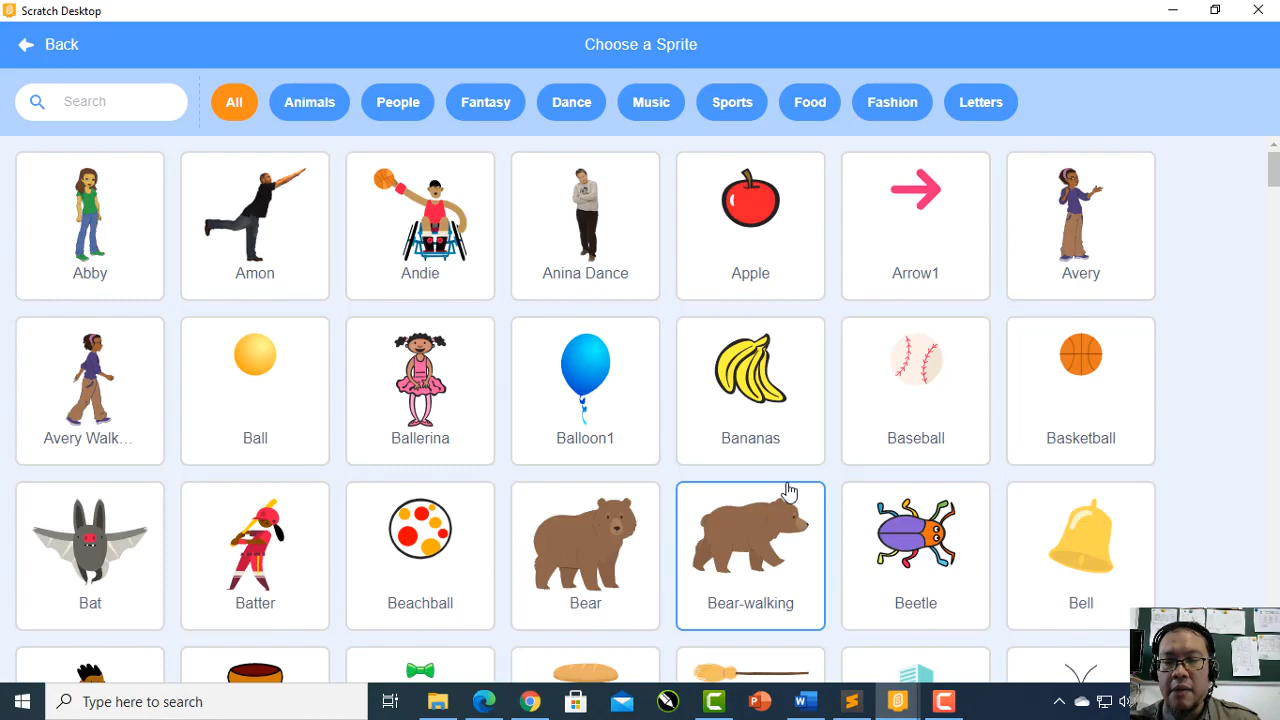 Scratch Desktop
Back
Choose a Sprite
Search
All
Animals
People
Fantasy
Dance
Music
Sports
Food
Fashion
Letters
Abby
Amon
Andie
Anina Dance
Apple
Arrow1
Avery
Avery Walk...
Ball
Ballerina
Balloon1
Bananas
Baseball
Basketball
Bat
Batter
Beachball
Bear
Bear-walking
Beetle
Bell
Type here to search